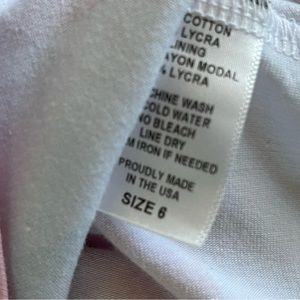 COTTON
LYCRA
LINING
RAYON MODAL
% LYCRA
MACHINE WASH
COLD WATER
NO BLEACH
LINE DRY
IRON IF NEEDED
PROUDLY MADE
IN THE USA
SIZE 6